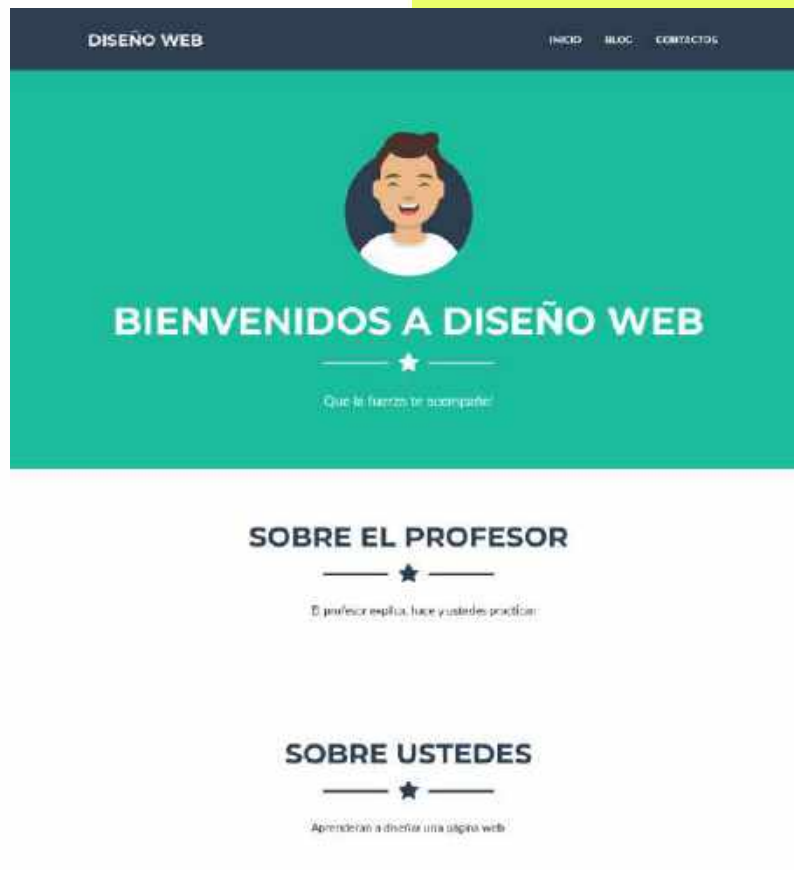 DISEÑO WEB
INICIO BLOG CONTACTOS
BIENVENIDOS A DISEÑO WEB
Que la fuerza te acompañe!
SOBRE EL PROFESOR
El profesor explica, hace y ustedes practican
SOBRE USTEDES
Aprenderan a diseñar una página web